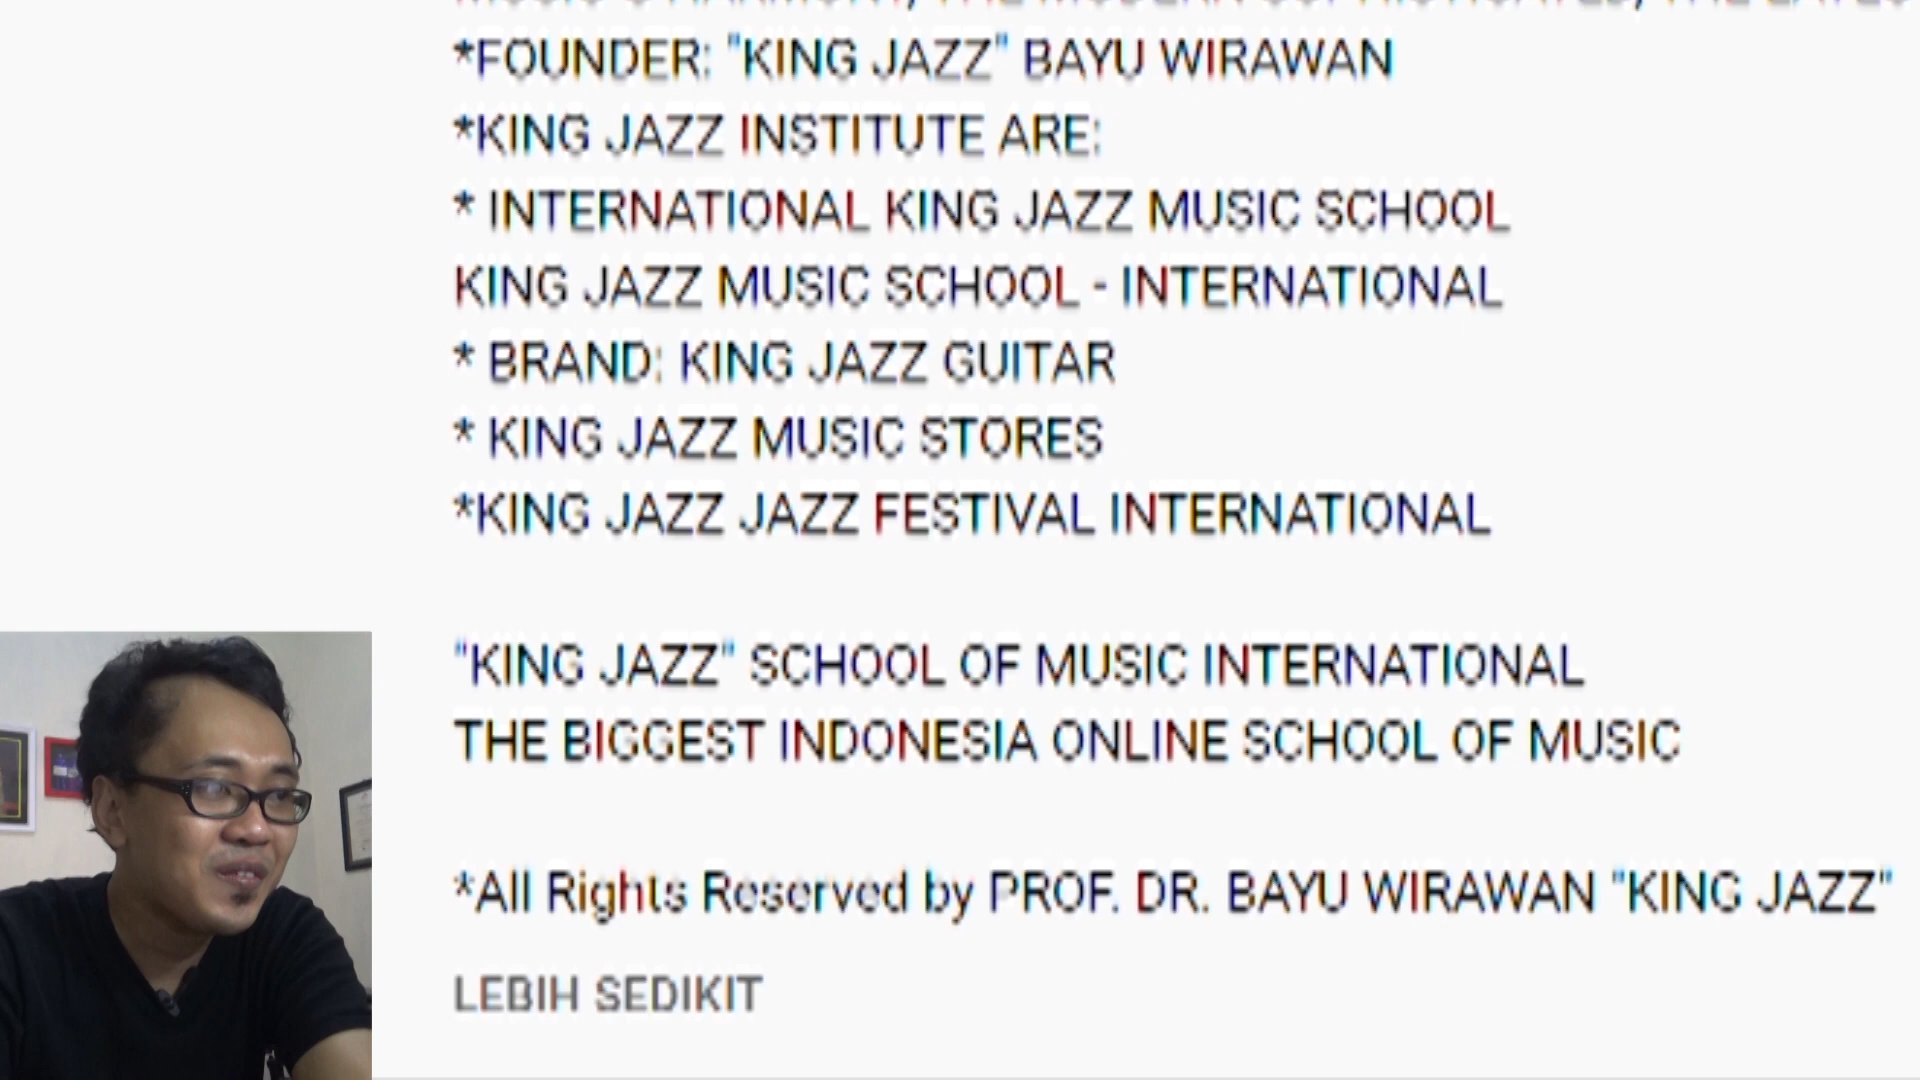 *FOUNDER: "KING JAZZ" BAYU WIRAWAN
*KING JAZZ INSTITUTE ARE:
* INTERNATIONAL KING JAZZ MUSIC SCHOOL
KING JAZZ MUSIC SCHOOL - INTERNATIONAL
* BRAND: KING JAZZ GUITAR
* KING JAZZ MUSIC STORES
*KING JAZZ JAZZ FESTIVAL INTERNATIONAL
"KING JAZZ" SCHOOL OF MUSIC INTERNATIONAL
THE BIGGEST INDONESIA ONLINE SCHOOL OF MUSIC
*All Rights Reserved by PROF. DR. BAYU WIRAWAN "KING JAZZ"
LEBIH SEDIKIT